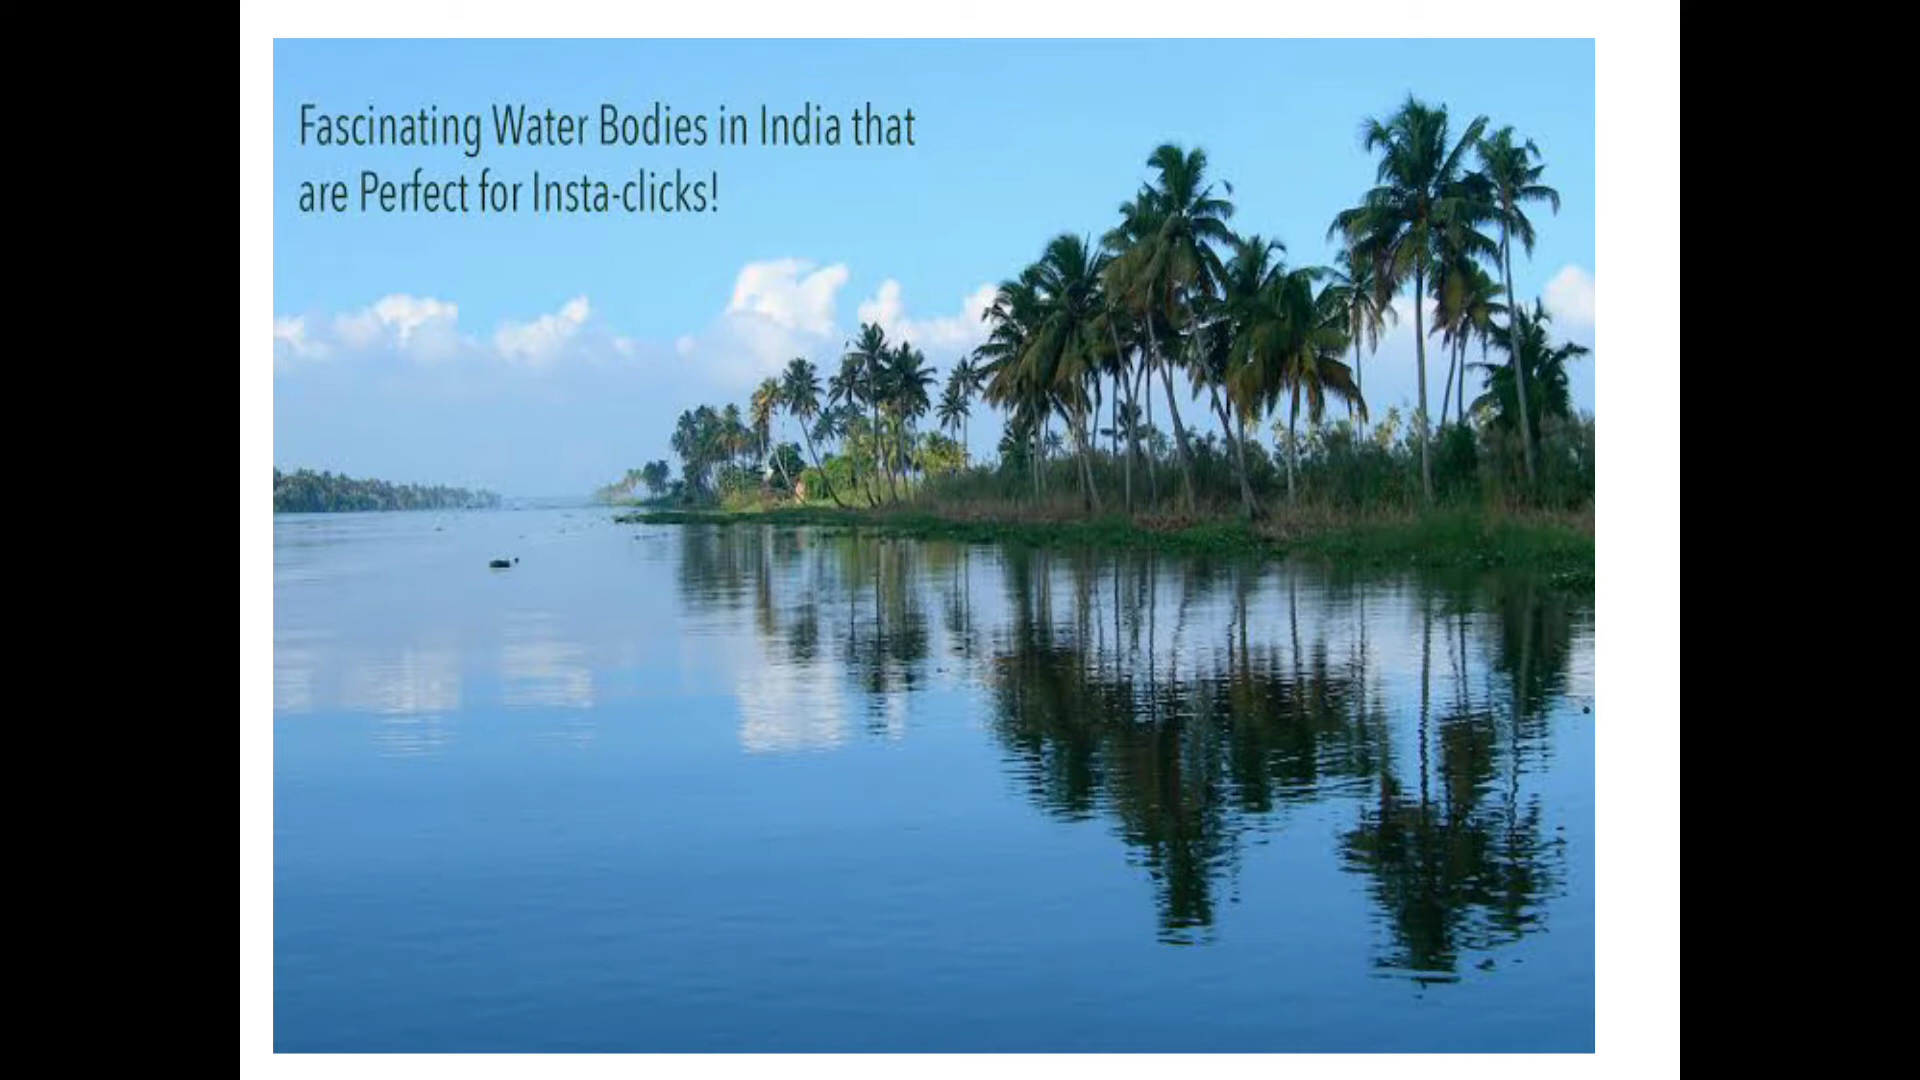 Fascinating Water Bodies in India that
are Perfect for Insta-clicks!